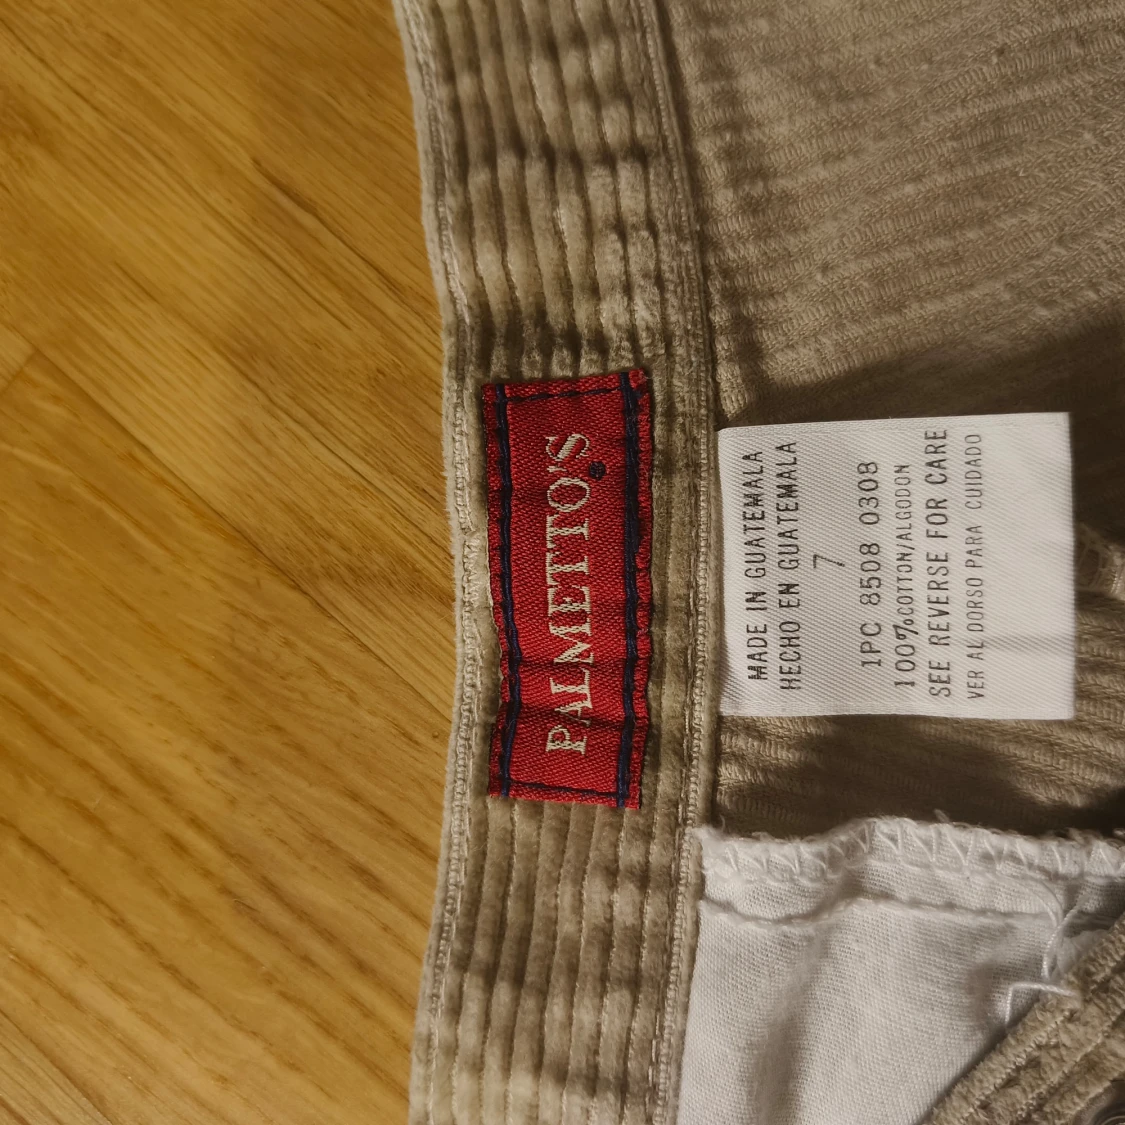 PALMETTO'S
MADE IN GUATEMALA
HECHO EN GUATEMALA
7
1PC 8508 0308
100%COTTON/ALGODON
SEE REVERSE FOR CARE
VER AL DORSO PARA CUIDADO